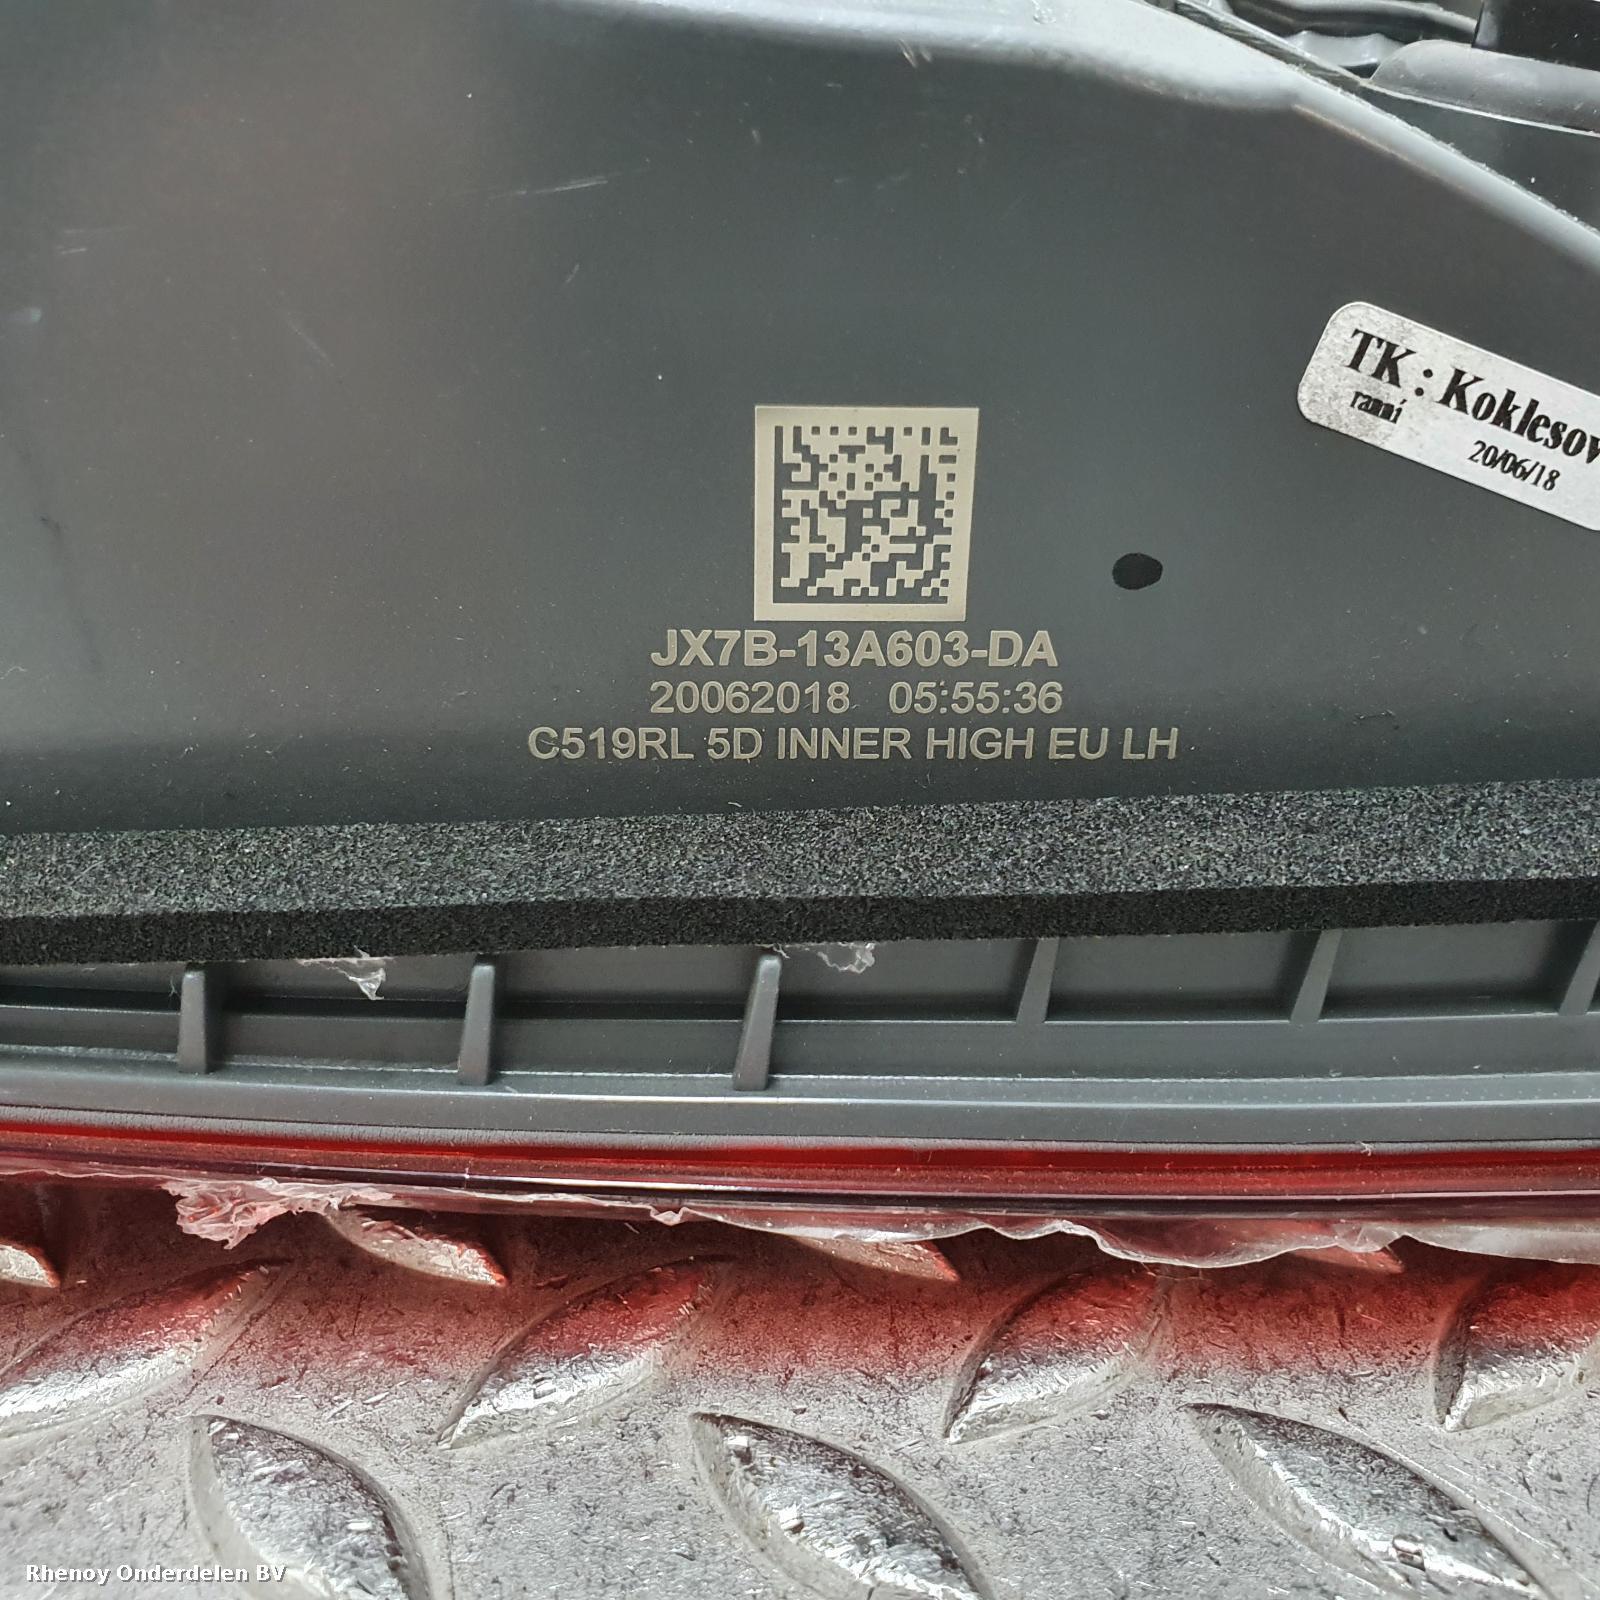 TK : Koklesov
ranní
20/06/18
JX7B-13A603-DA
20062018 05:55:36
C519RL 5D INNER HIGH EU LH
Rhenoy Onderdelen BV